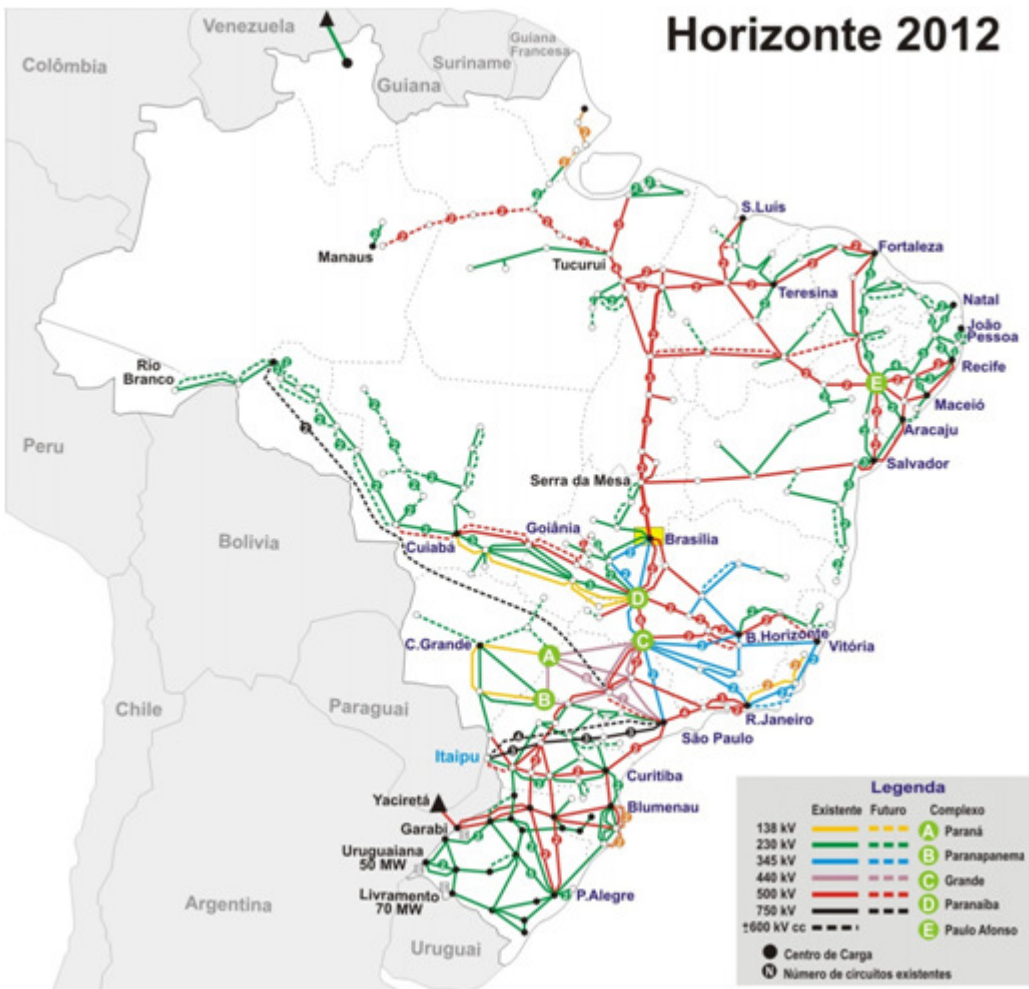 Horizonte 2012
Venezuela
Guiana
Francesa
Suriname
Colômbia
Guiana
S.Luis
Manaus
Tucuruí
Fortaleza
Teresina
Natal
João
Pessoa
Rio
Branco
Recife
E
Maceió
Aracaju
Peru
Salvador
Serra da Mesa
Goiânia
Brasília
Bolivia
Cuiabá
D
C
B.Horizonte
Vitória
C.Grande
A
B
Paraguai
Chile
R.Janeiro
São Paulo
Itaipu
Curitiba
Yaciretá
Blumenau
Garabi
Uruguaiana
50 MW
Livramento
70 MW
P.Alegre
Argentina
Uruguai
Legenda
Existente Futuro Complexo
138 kV A Paraná
230 kV
345 kV B Paranapanema
440 kV C Grande
500 kV D Paranaíba
750 kV
±600 kV cc E Paulo Afonso
Centro de Carga
N Número de circuitos existentes